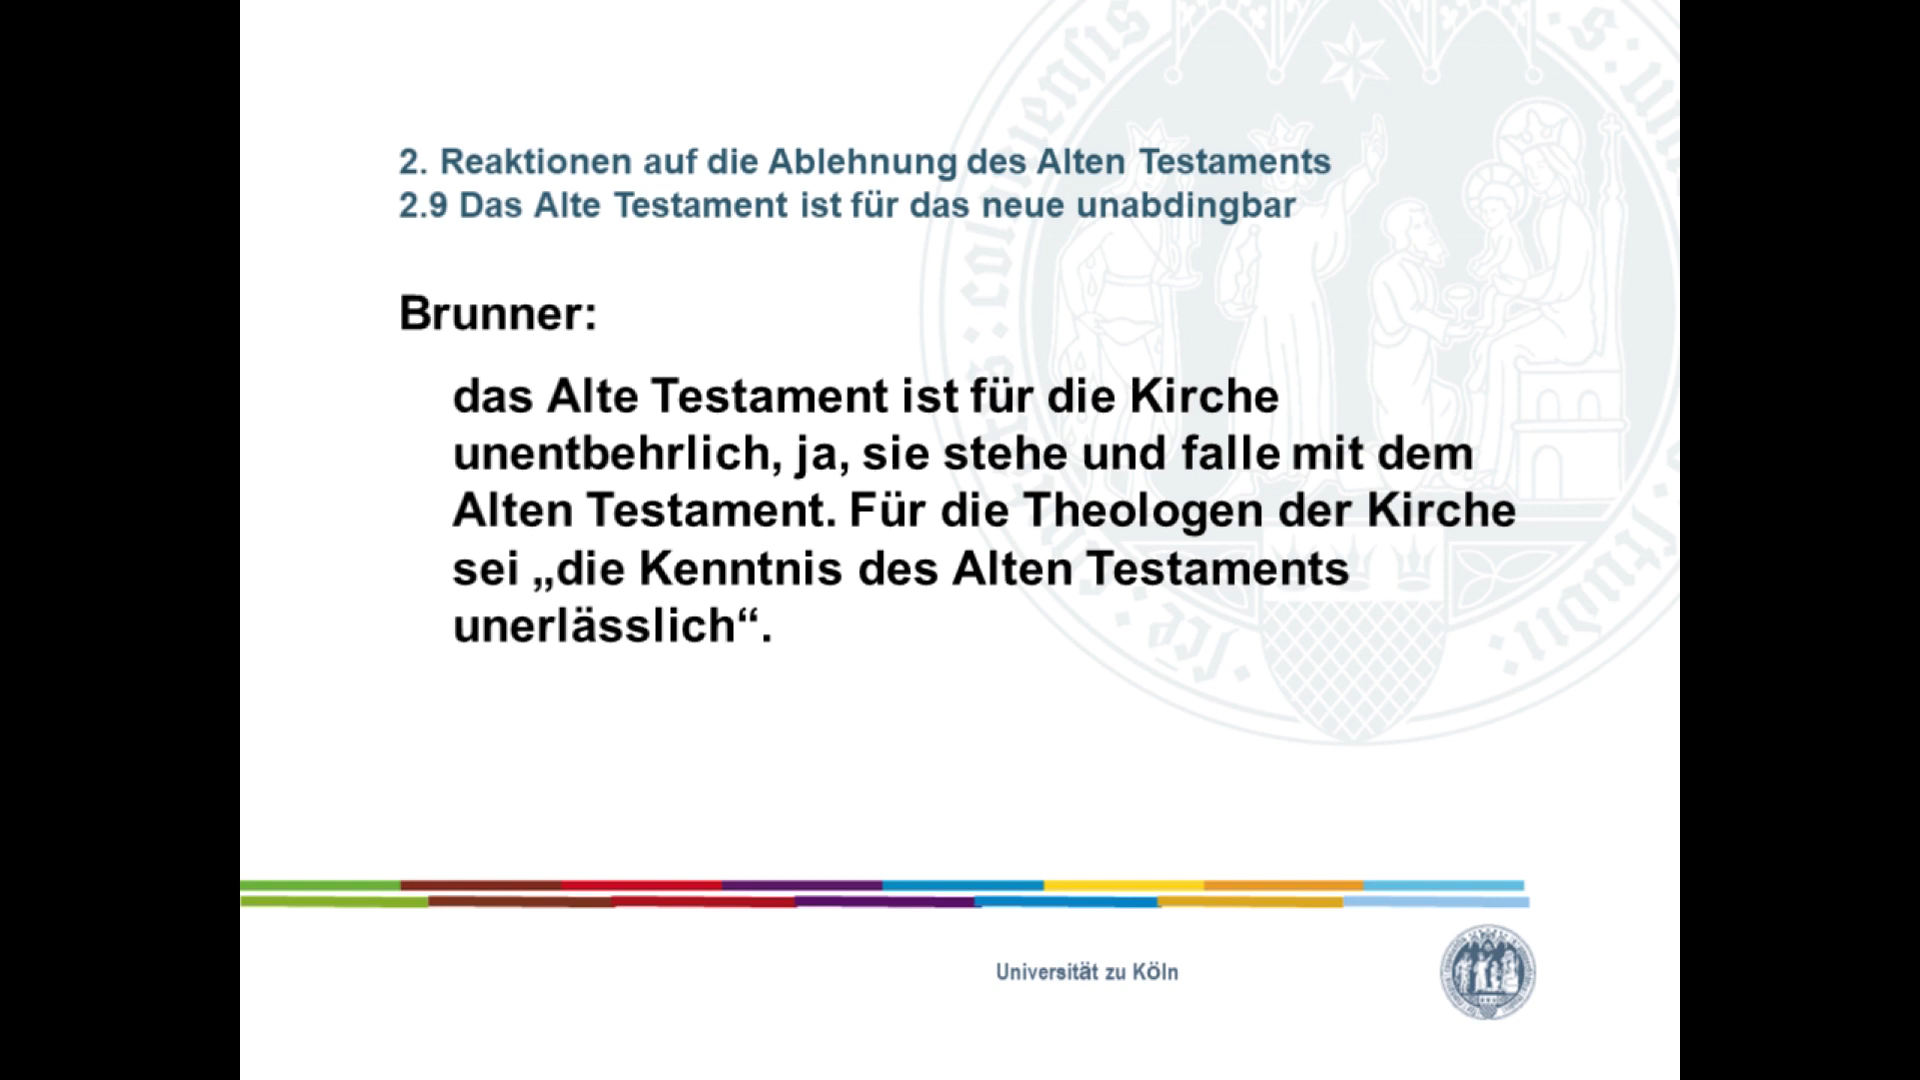 2. Reaktionen auf die Ablehnung des Alten Testaments
2.9 Das Alte Testament ist für das neue unabdingbar
Brunner:
das Alte Testament ist für die Kirche
unentbehrlich, ja, sie stehe und falle mit dem
Alten Testament. Für die Theologen der Kirche
sei „die Kenntnis des Alten Testaments
unerlässlich“.
Universität zu Köln